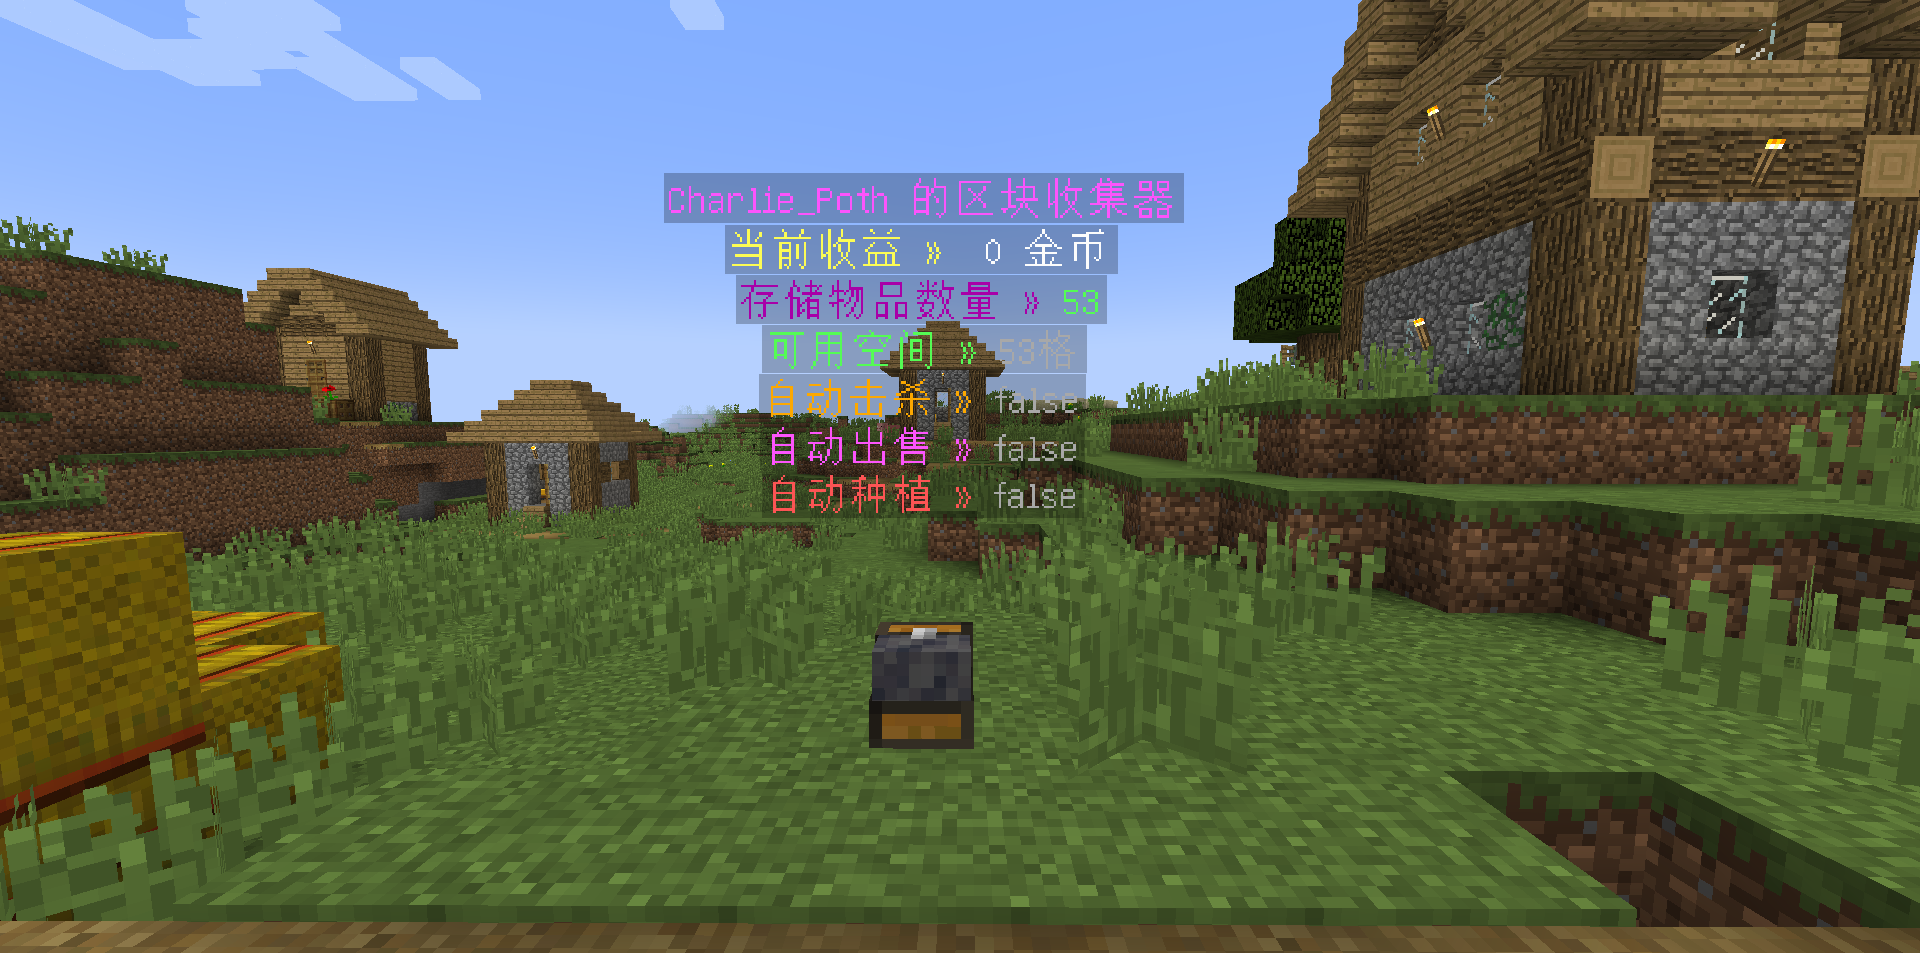 Charlie_Poth 的区块收集器
当前收益 » 0 金币
存储物品数量 » 53
可用空间 » 53格
自动击杀 » false
自动出售 » false
自动种植 » false